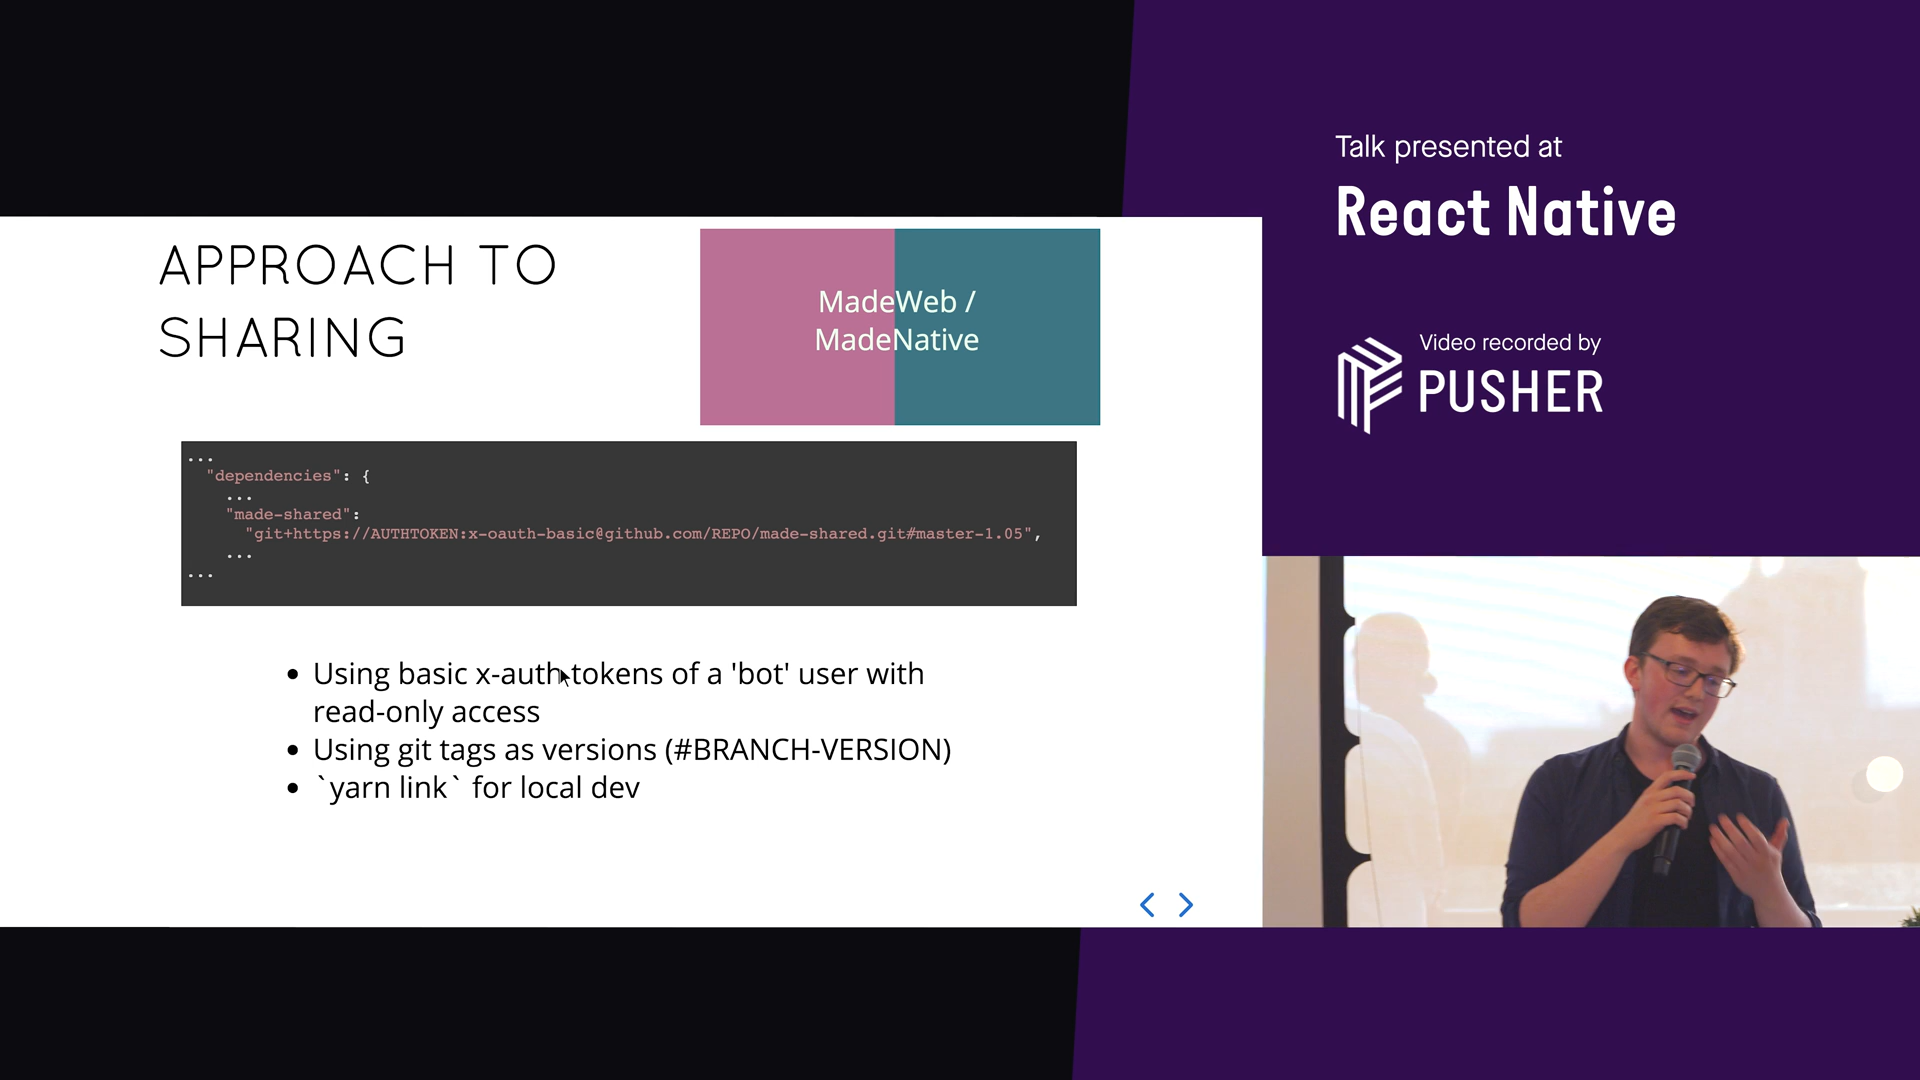 APPROACH TO
SHARING
MadeWeb /
MadeNative
...
"dependencies": {
...
"made-shared":
"git+https://AUTHTOKEN:x-oauth-basic@github.com/REPO/made-shared.git#master-1.05",
...
...
• Using basic x-auth-tokens of a 'bot' user with
read-only access
• Using git tags as versions (#BRANCH-VERSION)
• `yarn link` for local dev
Talk presented at
React Native
Video recorded by
PUSHER